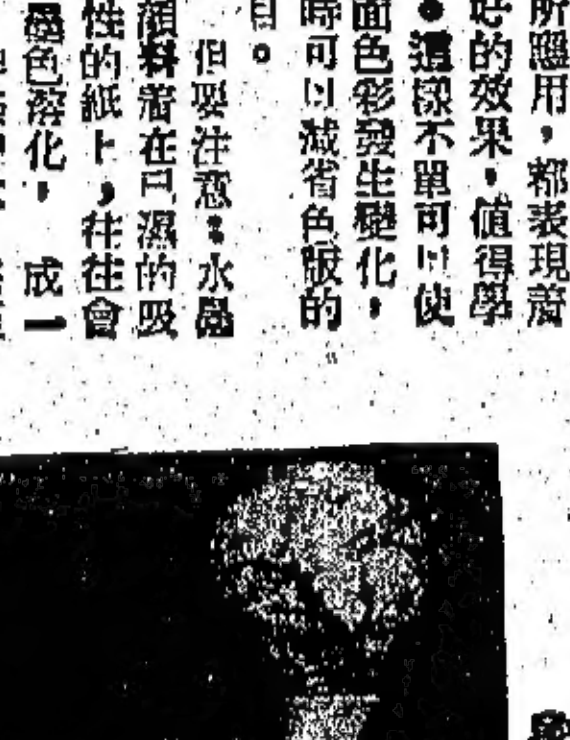 所驟用，都表現着
好的效果，值得學
●這樣不單可以使
面色彩發生變化，
時可以減省色版的
目。
但要注意：水墨
顏料着在已濕的吸
性的紙上，往往會
墨色溶化， 成一